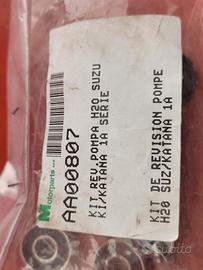 Motorparts
AA00807
KIT REV.POMPA H2O SUZU
KI/KATANA 1A SERIE
KIT DE REVISION POMPE
H2O SUZ/KATANA 1A
subito